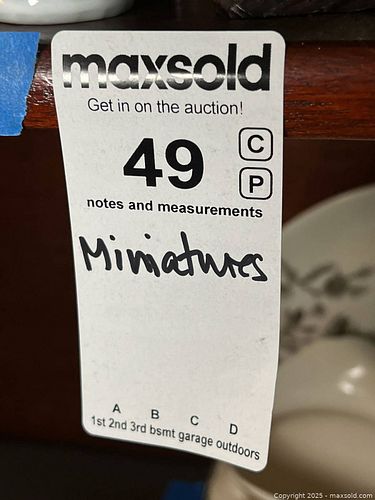 maxsold
Get in on the auction!
49
C
P
notes and measurements
Miniatures
A B C D
1st 2nd 3rd bsmt garage outdoors
Copyright 2025 - maxsold.com